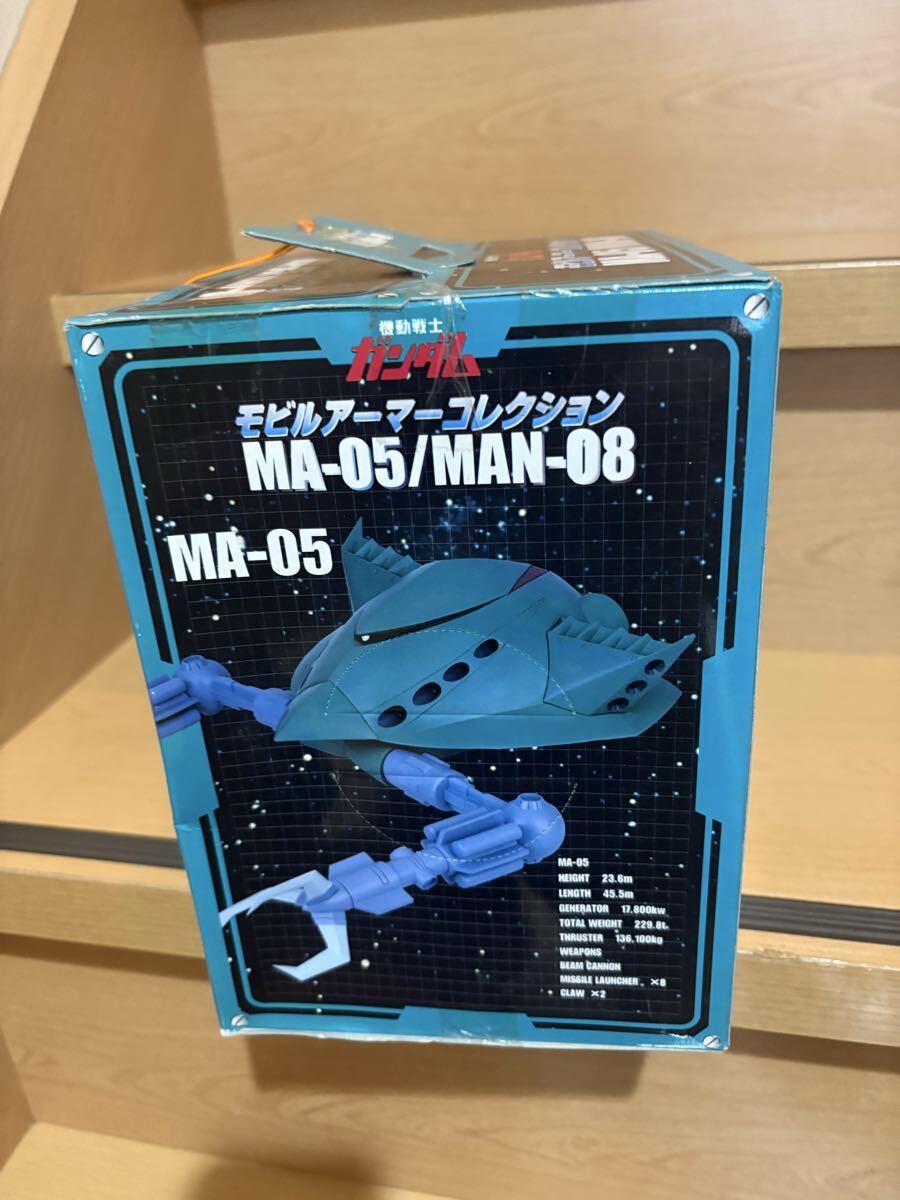 機動戦士
ガンダム
モビルアーマーコレクション
MA-05/MAN-08
MA-05
MA-05
HEIGHT 23.6m
LENGTH 45.5m
GENERATOR 17,800kw
TOTAL WEIGHT 229.8t
THRUSTER 136,100kg
WEAPONS
BEAM CANNON
MISSILE LAUNCHER ×8
CLAW ×2